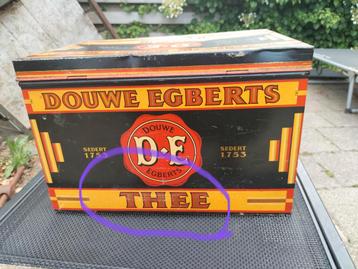 DOUWE EGBERTS
DOUWE
D·E
EGBERTS
SEDERT
1753
SEDERT
1753
THEE